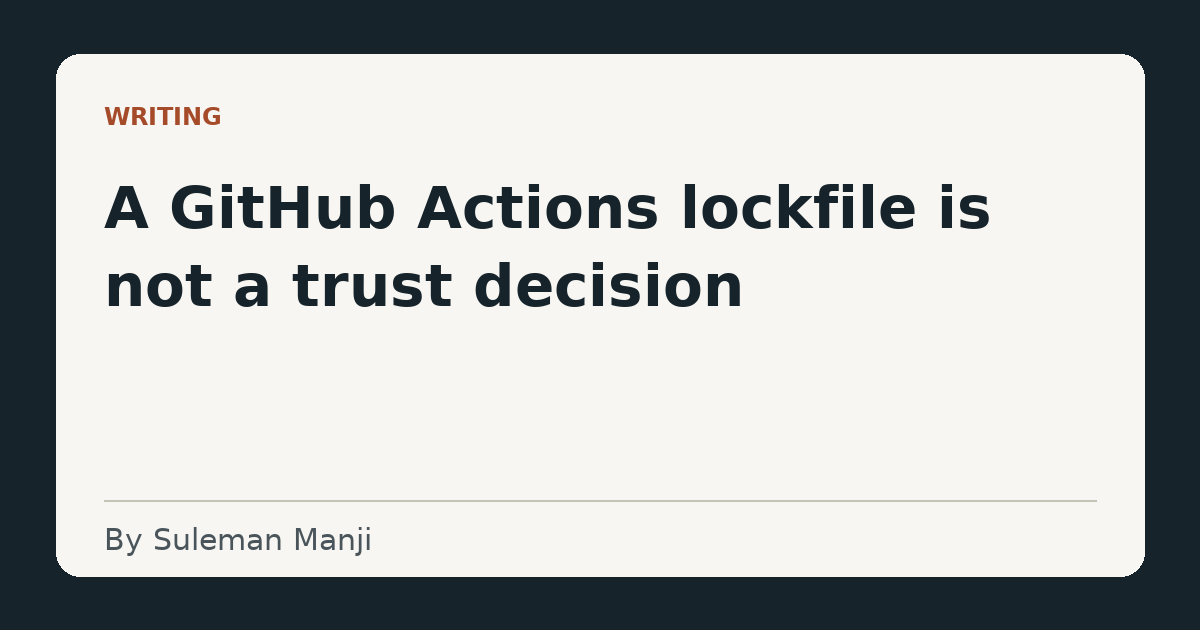 WRITING
A GitHub Actions lockfile is
not a trust decision
By Suleman Manji